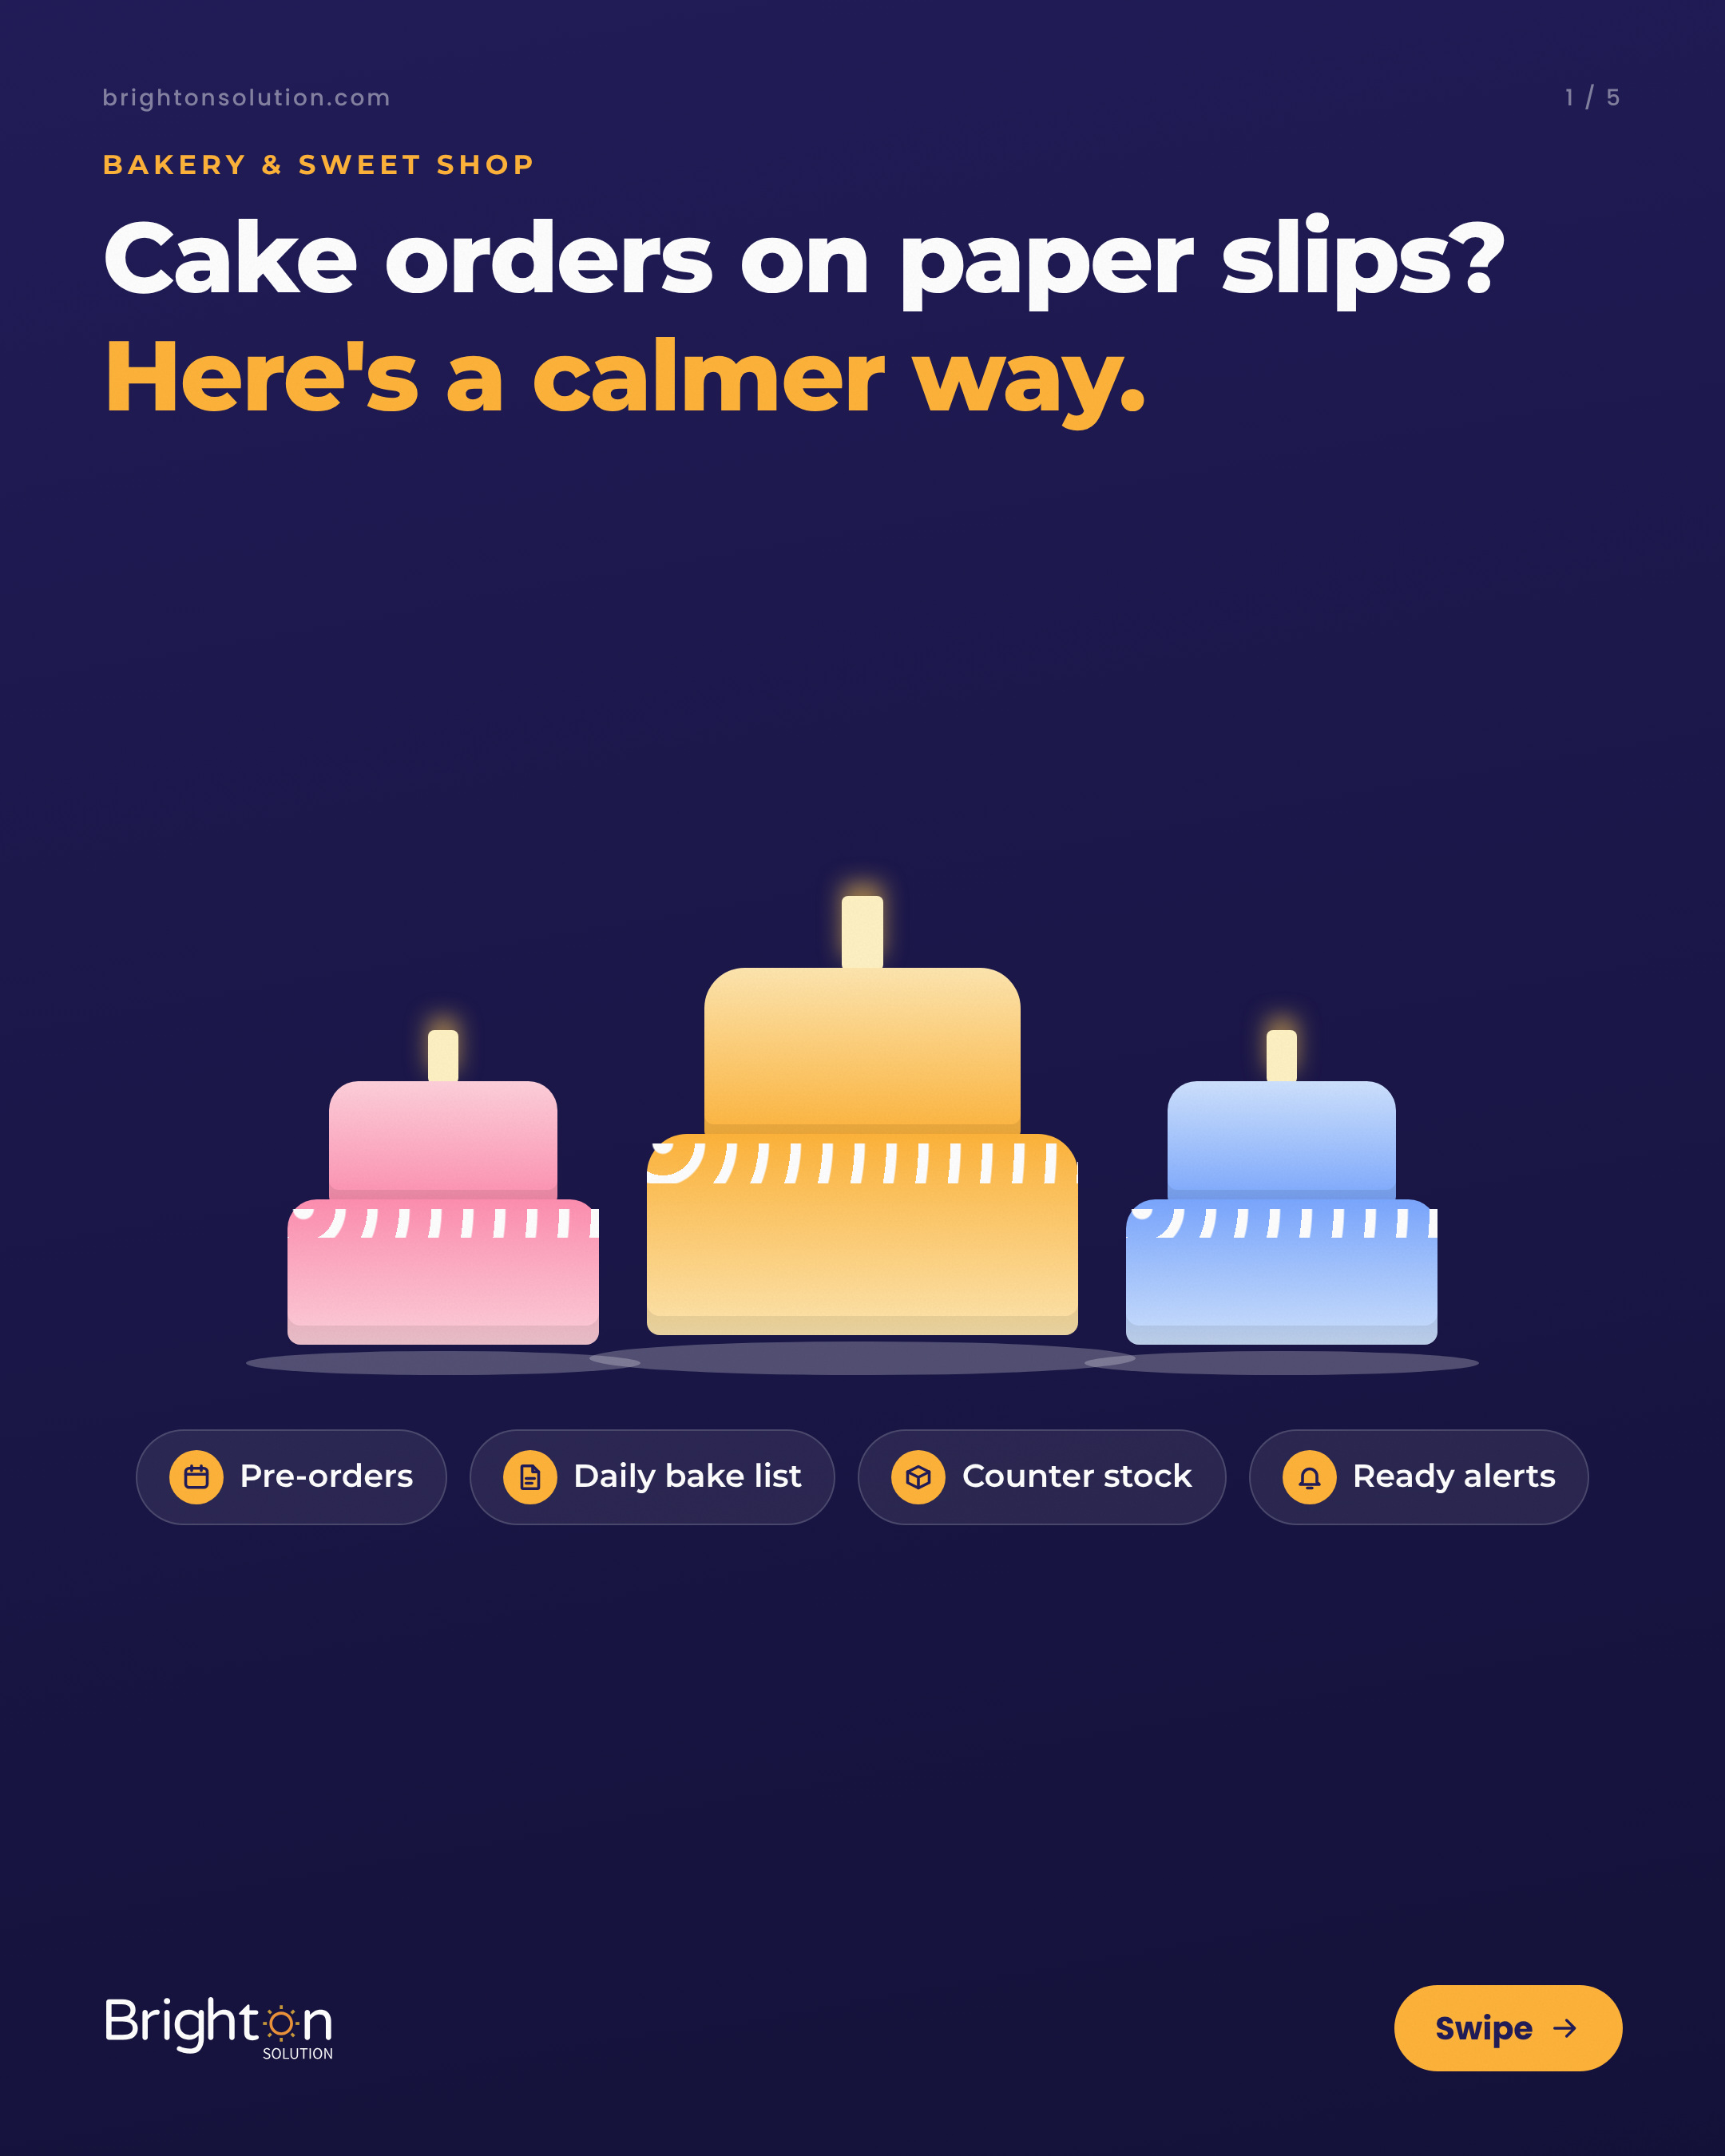 brightonsolution.com
1 / 5
BAKERY & SWEET SHOP
Cake orders on paper slips?
Here's a calmer way.
Pre-orders
Daily bake list
Counter stock
Ready alerts
Brighton
SOLUTION
Swipe →